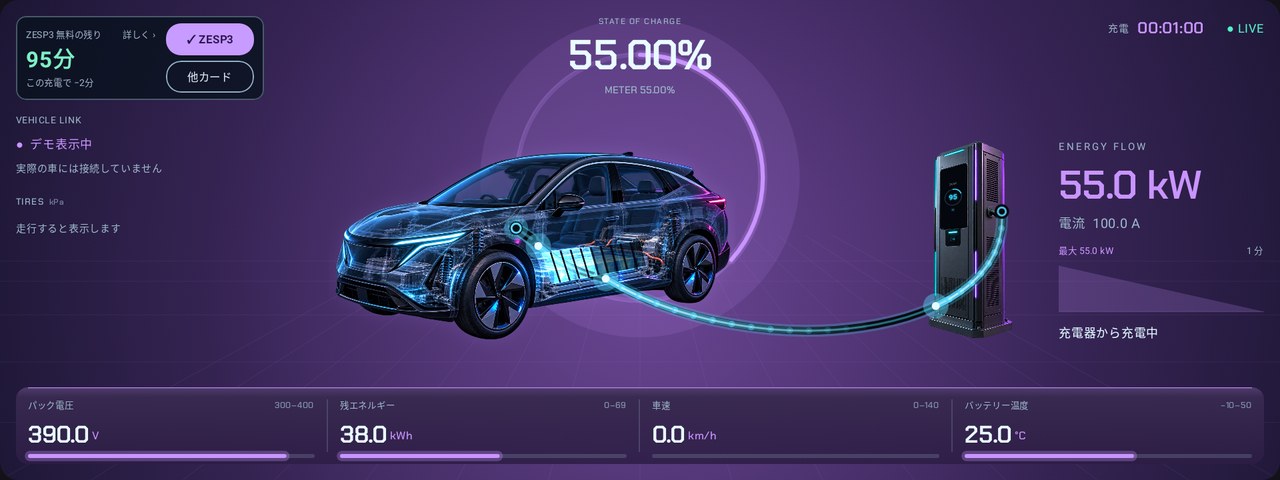 ZESP3 無料の残り
詳しく ›
95分
この充電で −2分
✓ ZESP3
他カード
STATE OF CHARGE
55.00%
METER 55.00%
充電 00:01:00 ● LIVE
VEHICLE LINK
● デモ表示中
実際の車には接続していません
TIRES kPa
走行すると表示します
95
ENERGY FLOW
55.0 kW
電流 100.0 A
最大 55.0 kW 1 分
充電器から充電中
パック電圧 300–400
390.0 V
残エネルギー 0–69
38.0 kWh
車速 0–140
0.0 km/h
バッテリー温度 −10–50
25.0 °C